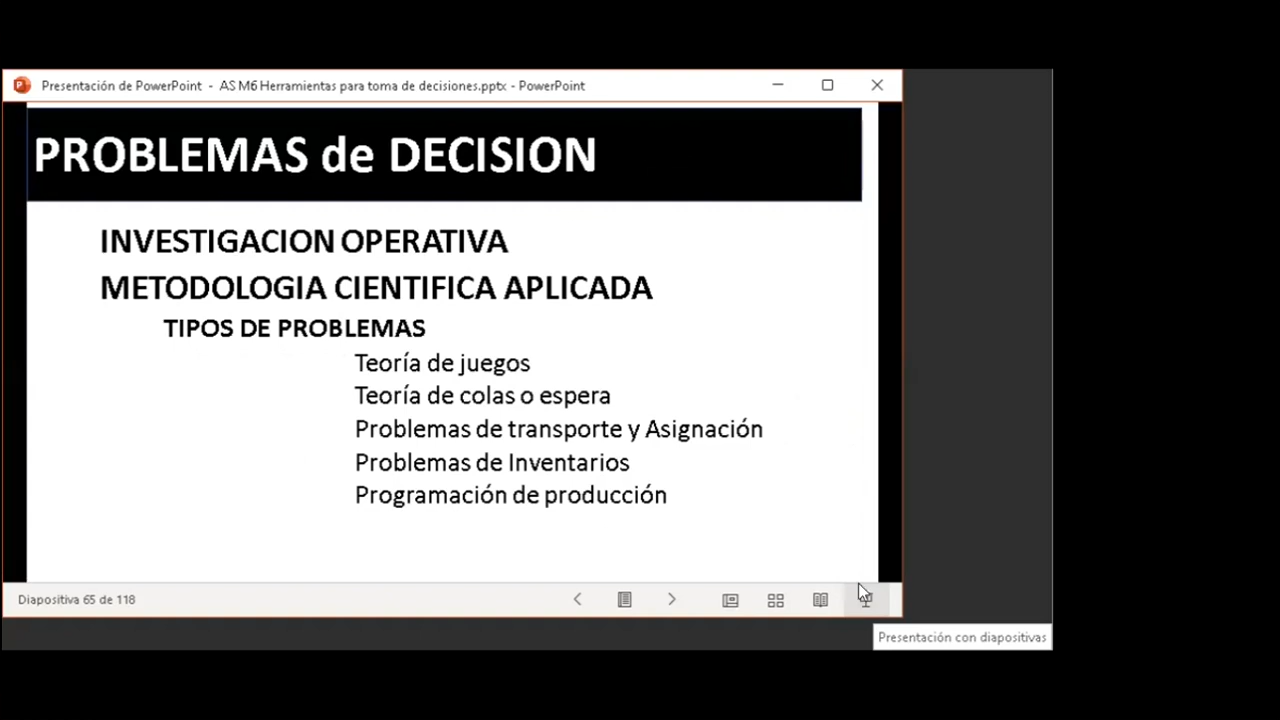 Presentación de PowerPoint - AS M6 Herramientas para toma de decisiones.pptx - PowerPoint
PROBLEMAS de DECISION
INVESTIGACION OPERATIVA
METODOLOGIA CIENTIFICA APLICADA
TIPOS DE PROBLEMAS
Teoría de juegos
Teoría de colas o espera
Problemas de transporte y Asignación
Problemas de Inventarios
Programación de producción
Diapositiva 65 de 118
Presentación con diapositivas